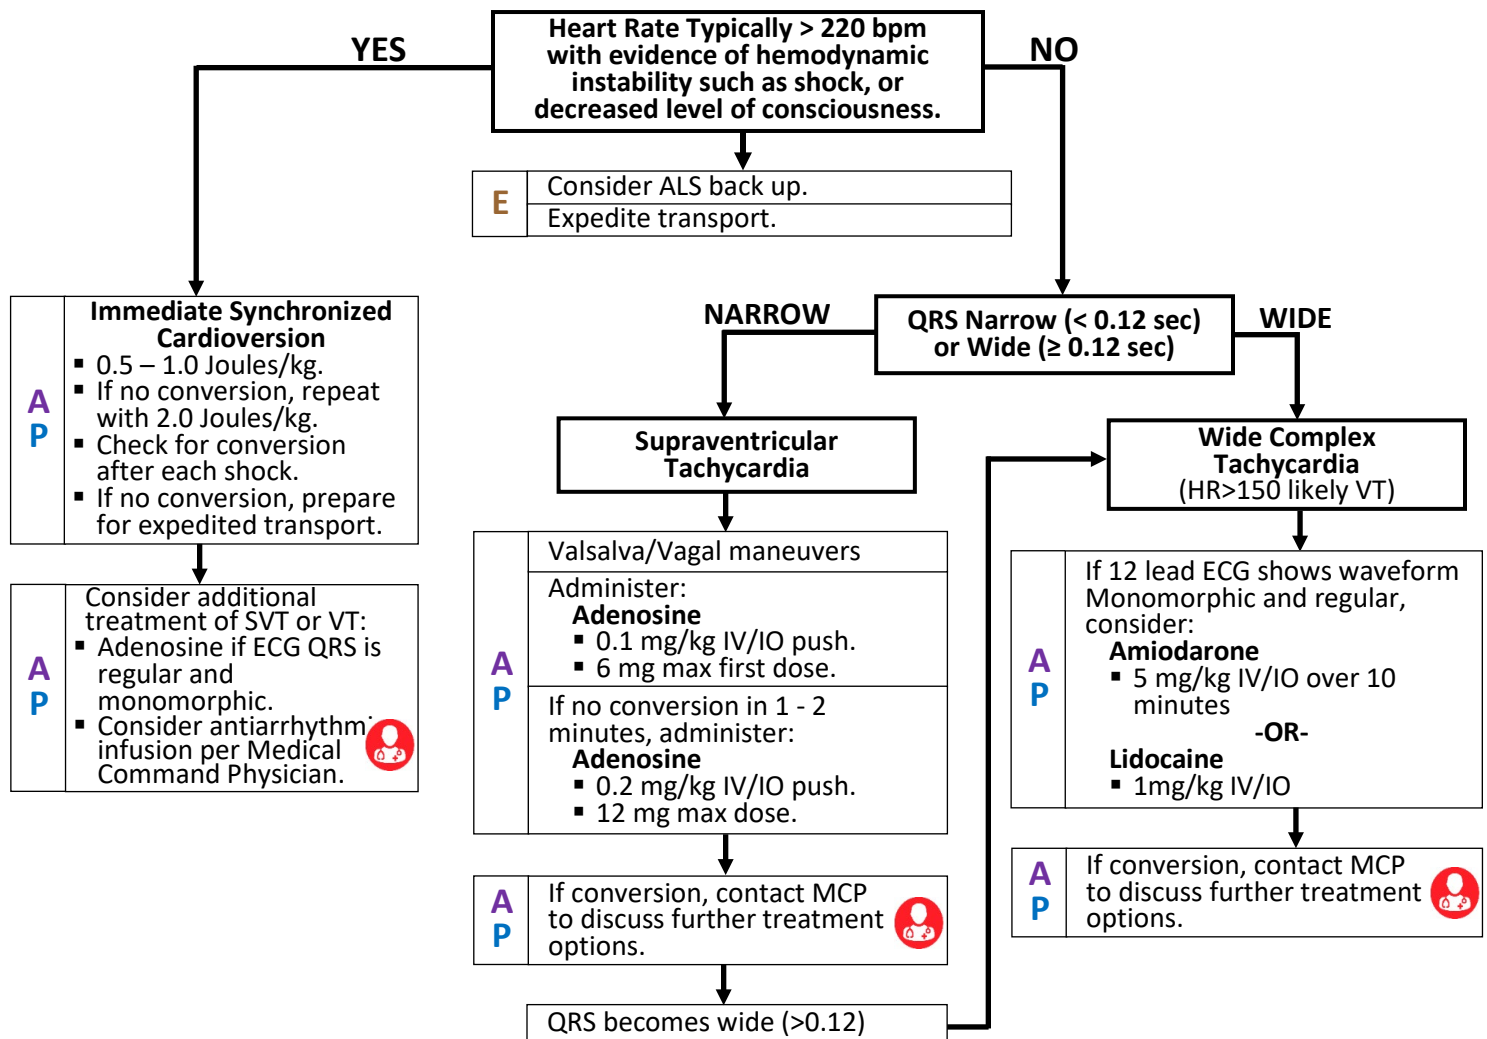 Heart Rate Typically > 220 bpm
with evidence of hemodynamic
instability such as shock, or
decreased level of consciousness.
YES
NO
E
Consider ALS back up.
Expedite transport.
A
P
Immediate Synchronized
Cardioversion
▪ 0.5 – 1.0 Joules/kg.
▪ If no conversion, repeat
with 2.0 Joules/kg.
▪ Check for conversion
after each shock.
▪ If no conversion, prepare
for expedited transport.
A
P
Consider additional
treatment of SVT or VT:
▪ Adenosine if ECG QRS is
regular and
monomorphic.
▪ Consider antiarrhythmi
infusion per Medical
Command Physician.
QRS Narrow (< 0.12 sec)
or Wide (≥ 0.12 sec)
NARROW
WIDE
Supraventricular
Tachycardia
A
P
Valsalva/Vagal maneuvers
Administer:
Adenosine
▪ 0.1 mg/kg IV/IO push.
▪ 6 mg max first dose.
If no conversion in 1 - 2
minutes, administer:
Adenosine
▪ 0.2 mg/kg IV/IO push.
▪ 12 mg max dose.
A
P
If conversion, contact MCP
to discuss further treatment
options.
QRS becomes wide (>0.12)
Wide Complex
Tachycardia
(HR>150 likely VT)
A
P
If 12 lead ECG shows waveform
Monomorphic and regular,
consider:
Amiodarone
▪ 5 mg/kg IV/IO over 10
minutes
-OR-
Lidocaine
▪ 1mg/kg IV/IO
A
P
If conversion, contact MCP
to discuss further treatment
options.